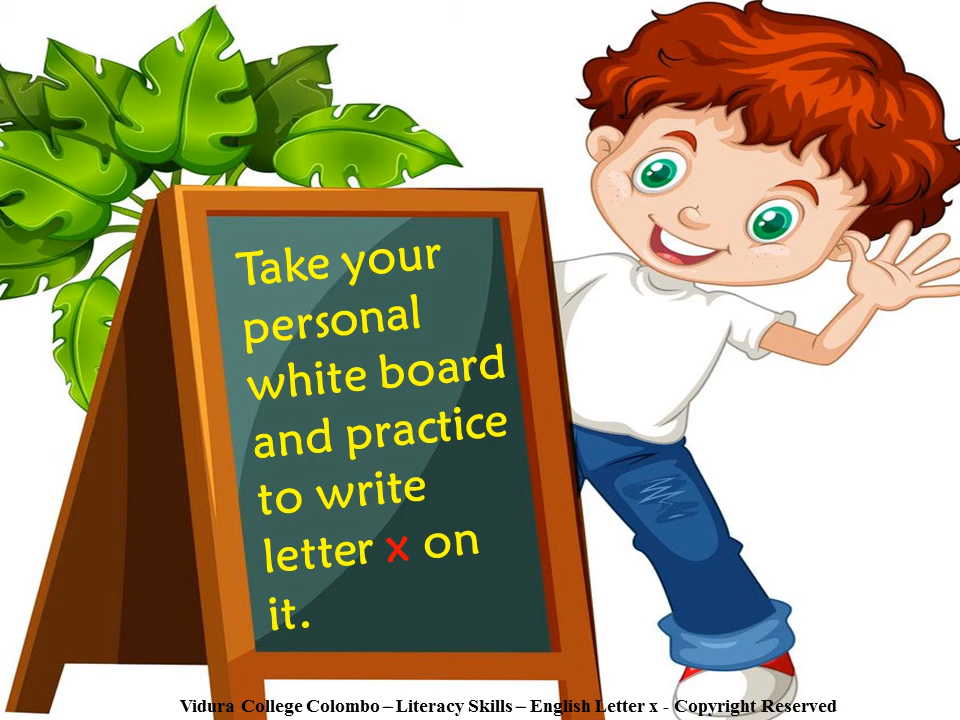 Take your
personal
white board
and practice
to write
letter x on
it.
Vidura College Colombo – Literacy Skills – English Letter x - Copyright Reserved